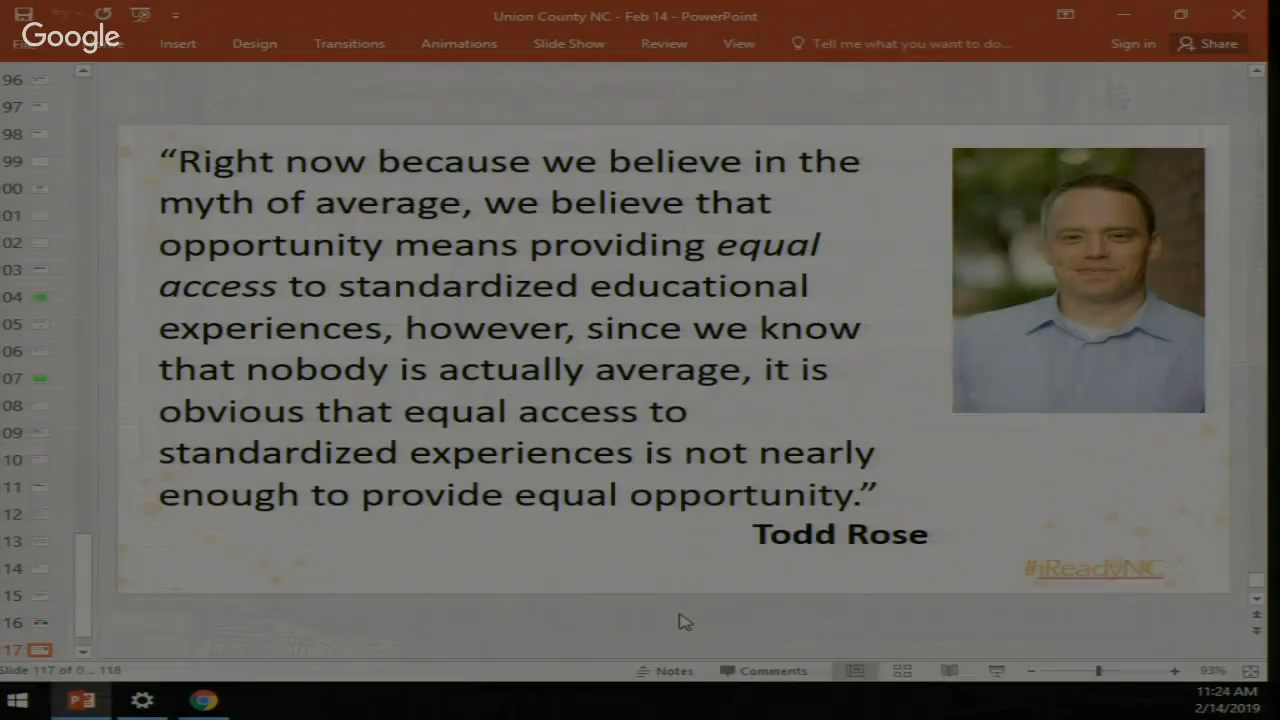 Union County NC - Feb 14 - PowerPoint
Google
Insert Design Transitions Animations Slide Show Review View Tell me what you want to do... Sign in Share
96
97
98
99
00
01
02
03
04
05
06
07
08
09
10
11
12
13
14
15
16
17
“Right now because we believe in the
myth of average, we believe that
opportunity means providing equal
access to standardized educational
experiences, however, since we know
that nobody is actually average, it is
obvious that equal access to
standardized experiences is not nearly
enough to provide equal opportunity.”
Todd Rose
#iReadyNC
Slide 117 of 118 Notes Comments 93%
11:24 AM
2/14/2019